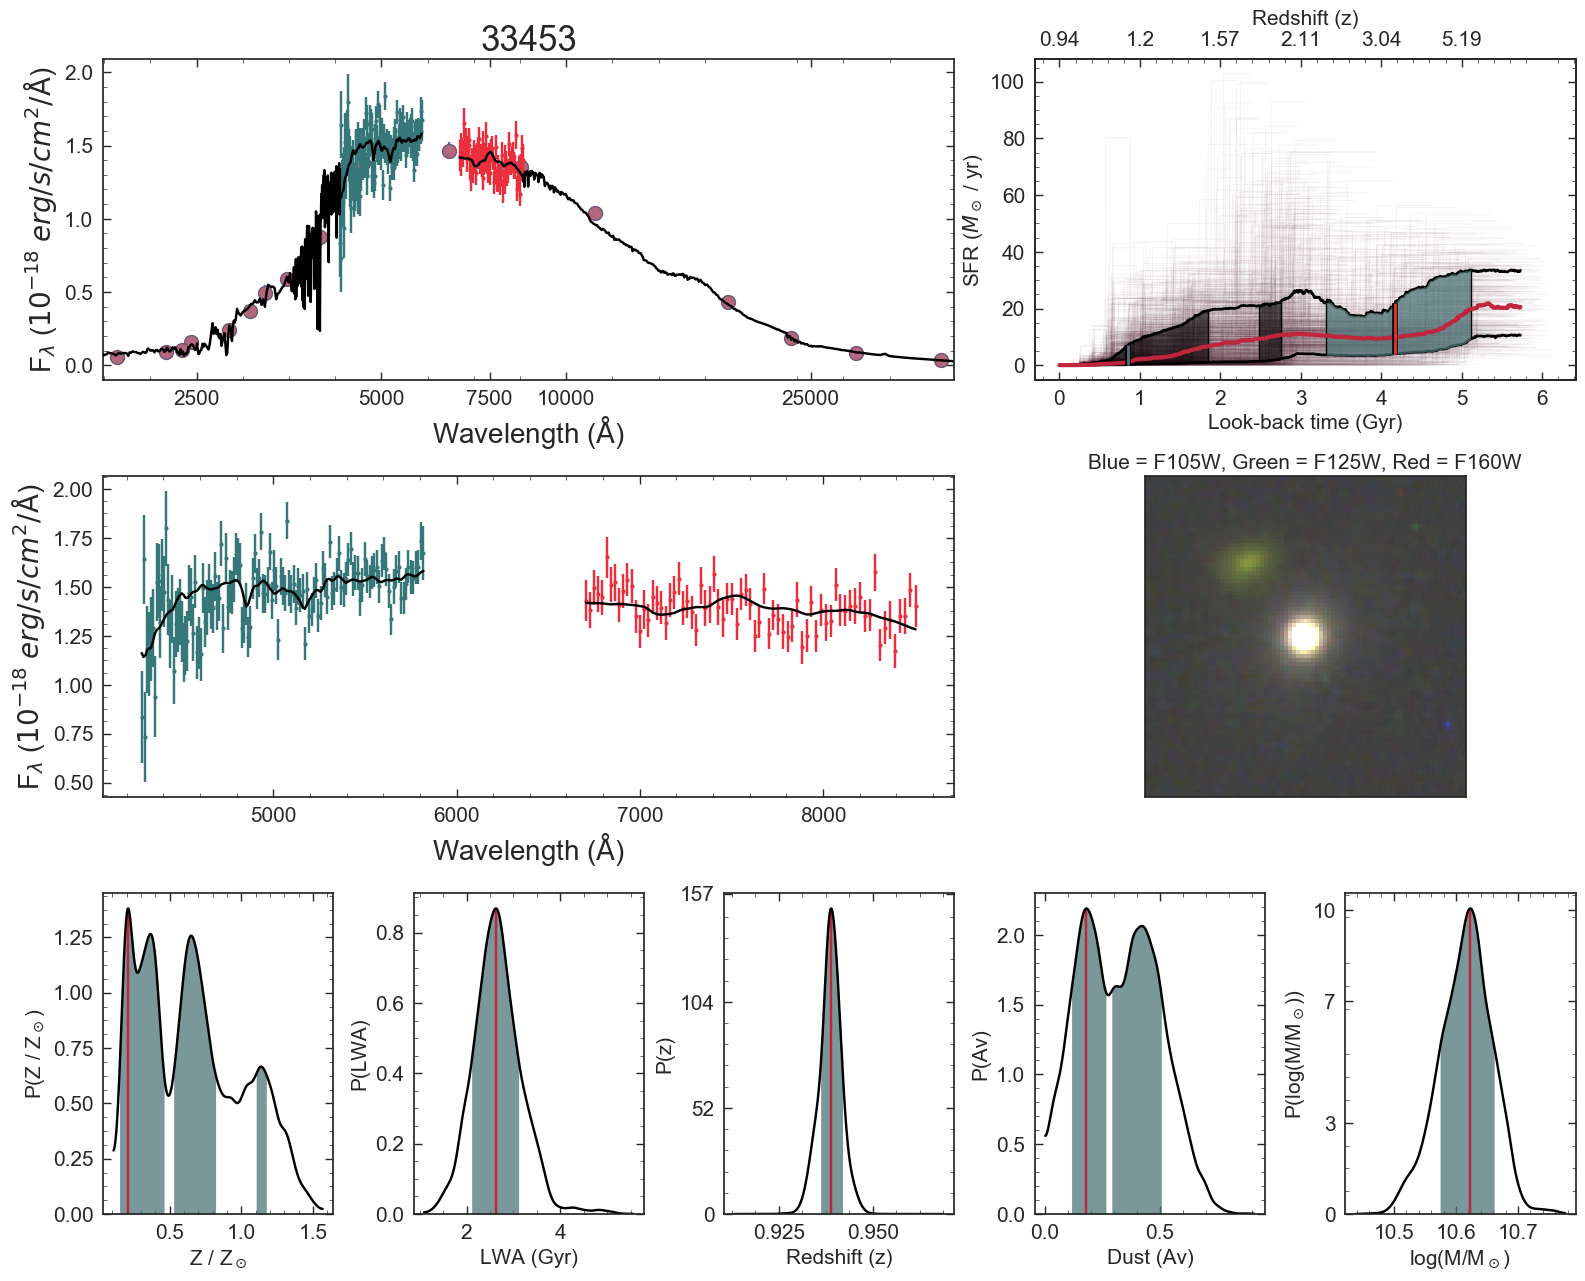 33453
2.0
1.5
1.0
0.5
0.0
F_λ (10^−18 erg/s/cm^2/Å)
2500 5000 7500 10000 25000
Wavelength (Å)
Redshift (z)
0.94 1.2 1.57 2.11 3.04 5.19
100
80
60
40
20
0
SFR (M_⊙ / yr)
0 1 2 3 4 5 6
Look-back time (Gyr)
2.00
1.75
1.50
1.25
1.00
0.75
0.50
F_λ (10^−18 erg/s/cm^2/Å)
5000 6000 7000 8000
Wavelength (Å)
Blue = F105W, Green = F125W, Red = F160W
1.25
1.00
0.75
0.50
0.25
0.00
P(Z / Z_⊙)
0.5 1.0 1.5
Z / Z_⊙
0.8
0.6
0.4
0.2
0.0
P(LWA)
2 4
LWA (Gyr)
157
104
52
0
P(z)
0.925 0.950
Redshift (z)
2.0
1.5
1.0
0.5
0.0
P(Av)
0.0 0.5
Dust (Av)
10
7
3
0
P(log(M/M_⊙))
10.5 10.6 10.7
log(M/M_⊙)